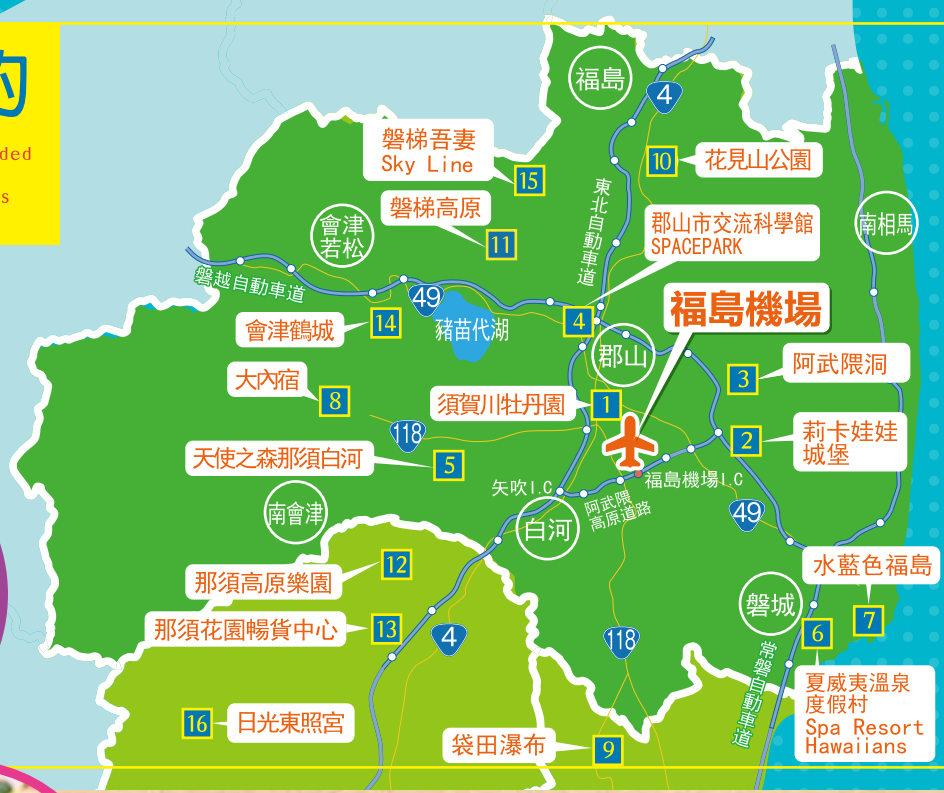 約
ded
s
福島
4
磐梯吾妻
Sky Line
15
10
花見山公園
東北自動車道
磐梯高原
11
會津
若松
郡山市交流科學館
SPACEPARK
南相馬
磐越自動車道
49
豬苗代湖
福島機場
會津鶴城
14
4
郡山
3
阿武隈洞
大內宿
8
須賀川牡丹園
1
118
2
莉卡娃娃
城堡
天使之森那須白河
5
矢吹I.C
福島機場I.C
阿武隈
高原道路
南會津
白河
49
12
水藍色福島
那須高原樂園
磐城
7
那須花園暢貨中心
13
4
118
6
常磐自動車道
夏威夷溫泉
度假村
Spa Resort
Hawaiians
16
日光東照宮
袋田瀑布
9